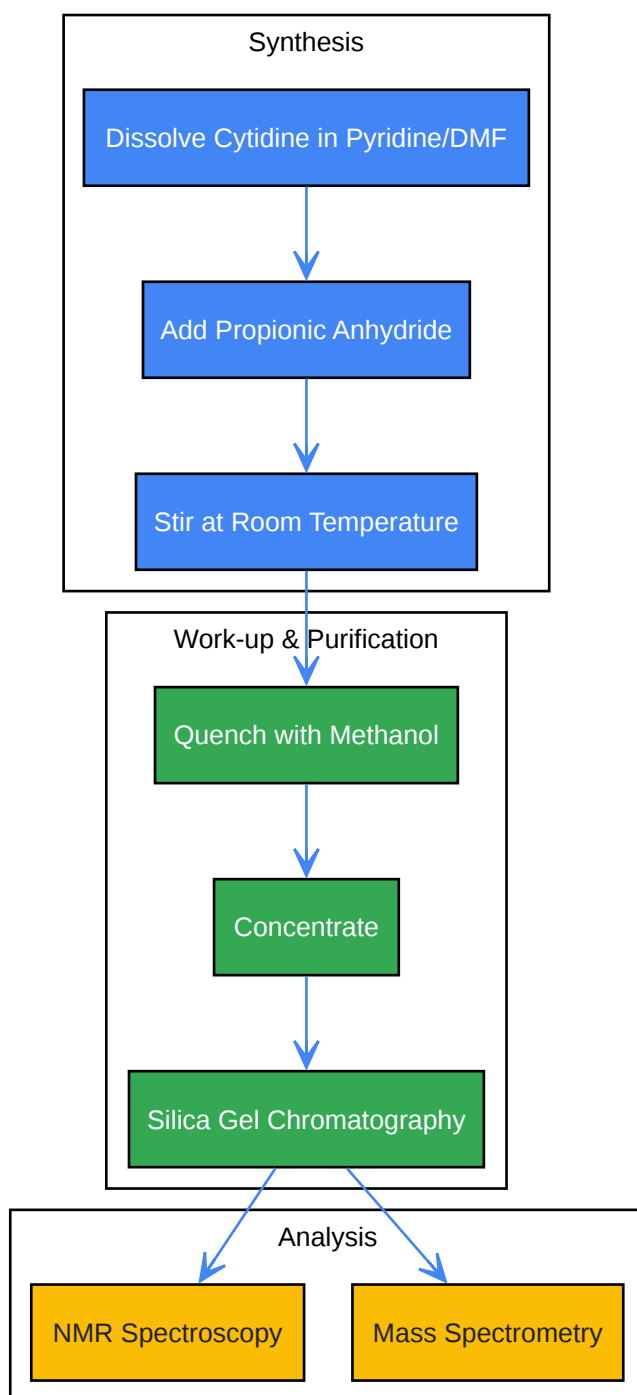 Synthesis
Dissolve Cytidine in Pyridine/DMF
Add Propionic Anhydride
Stir at Room Temperature
Work-up & Purification
Quench with Methanol
Concentrate
Silica Gel Chromatography
Analysis
NMR Spectroscopy
Mass Spectrometry